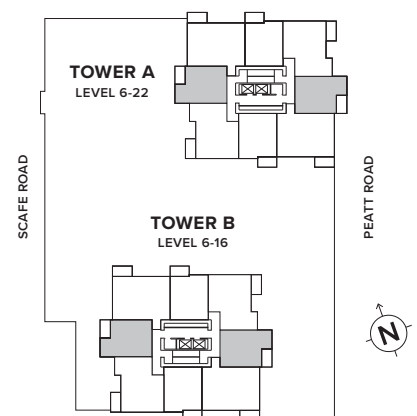 TOWER A
LEVEL 6-22
SCAFE ROAD
PEATT ROAD
TOWER B
LEVEL 6-16
N